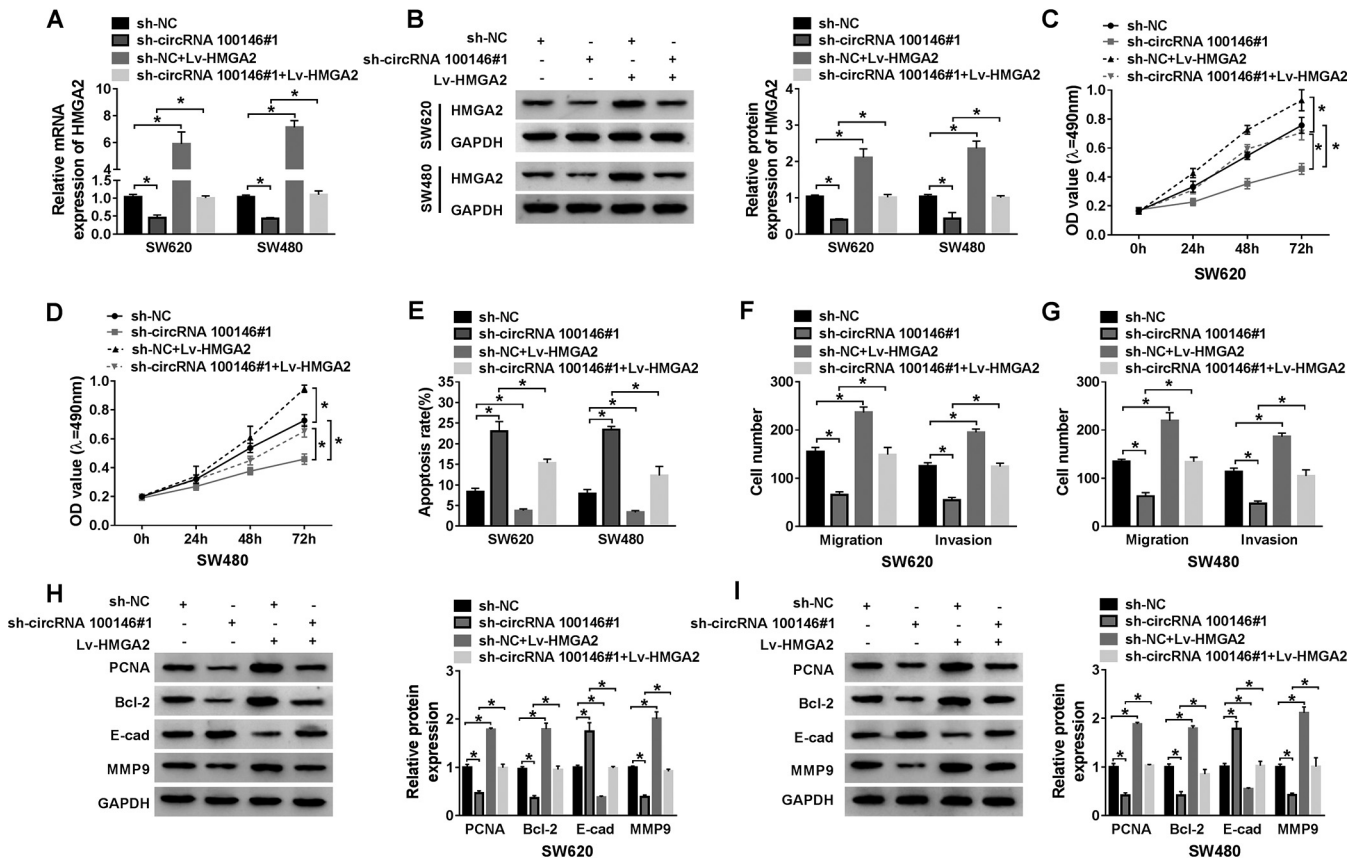 A
sh-NC
sh-circRNA 100146#1
sh-NC+Lv-HMGA2
sh-circRNA 100146#1+Lv-HMGA2
Relative mRNA
expression of HMGA2
10
8
6
4
2
1.0
0.5
0.0
* * * * * *
SW620 SW480
B
sh-NC + - + -
sh-circRNA 100146#1 - + - +
Lv-HMGA2 - - + +
SW620
HMGA2
GAPDH
SW480
HMGA2
GAPDH
sh-NC
sh-circRNA 100146#1
sh-NC+Lv-HMGA2
sh-circRNA 100146#1+Lv-HMGA2
Relative protein
expression of HMGA2
4
3
2
1
0
* * * * * *
SW620 SW480
C
sh-NC
sh-circRNA 100146#1
sh-NC+Lv-HMGA2
sh-circRNA 100146#1+Lv-HMGA2
OD value (λ=490nm)
1.0
0.8
0.6
0.4
0.2
0.0
* * *
0h 24h 48h 72h
SW620
D
sh-NC
sh-circRNA 100146#1
sh-NC+Lv-HMGA2
sh-circRNA 100146#1+Lv-HMGA2
OD value (λ=490nm)
1.0
0.8
0.6
0.4
0.2
0.0
* * *
0h 24h 48h 72h
SW480
E
sh-NC
sh-circRNA 100146#1
sh-NC+Lv-HMGA2
sh-circRNA 100146#1+Lv-HMGA2
Apoptosis rate(%)
35
30
25
20
15
10
5
0
* * * * * *
SW620 SW480
F
sh-NC
sh-circRNA 100146#1
sh-NC+Lv-HMGA2
sh-circRNA 100146#1+Lv-HMGA2
Cell number
300
200
100
0
* * * * * *
Migration Invasion
SW620
G
sh-NC
sh-circRNA 100146#1
sh-NC+Lv-HMGA2
sh-circRNA 100146#1+Lv-HMGA2
Cell number
300
200
100
0
* * * * * *
Migration Invasion
SW480
H
sh-NC + - + -
sh-circRNA 100146#1 - + - +
Lv-HMGA2 - - + +
PCNA
Bcl-2
E-cad
MMP9
GAPDH
sh-NC
sh-circRNA 100146#1
sh-NC+Lv-HMGA2
sh-circRNA 100146#1+Lv-HMGA2
Relative protein
expression
3
2
1
0
* * * * * * * * * * * *
PCNA Bcl-2 E-cad MMP9
SW620
I
sh-NC + - + -
sh-circRNA 100146#1 - + - +
Lv-HMGA2 - - + +
PCNA
Bcl-2
E-cad
MMP9
GAPDH
sh-NC
sh-circRNA 100146#1
sh-NC+Lv-HMGA2
sh-circRNA 100146#1+Lv-HMGA2
Relative protein
expression
3
2
1
0
* * * * * * * * * * * *
PCNA Bcl-2 E-cad MMP9
SW480